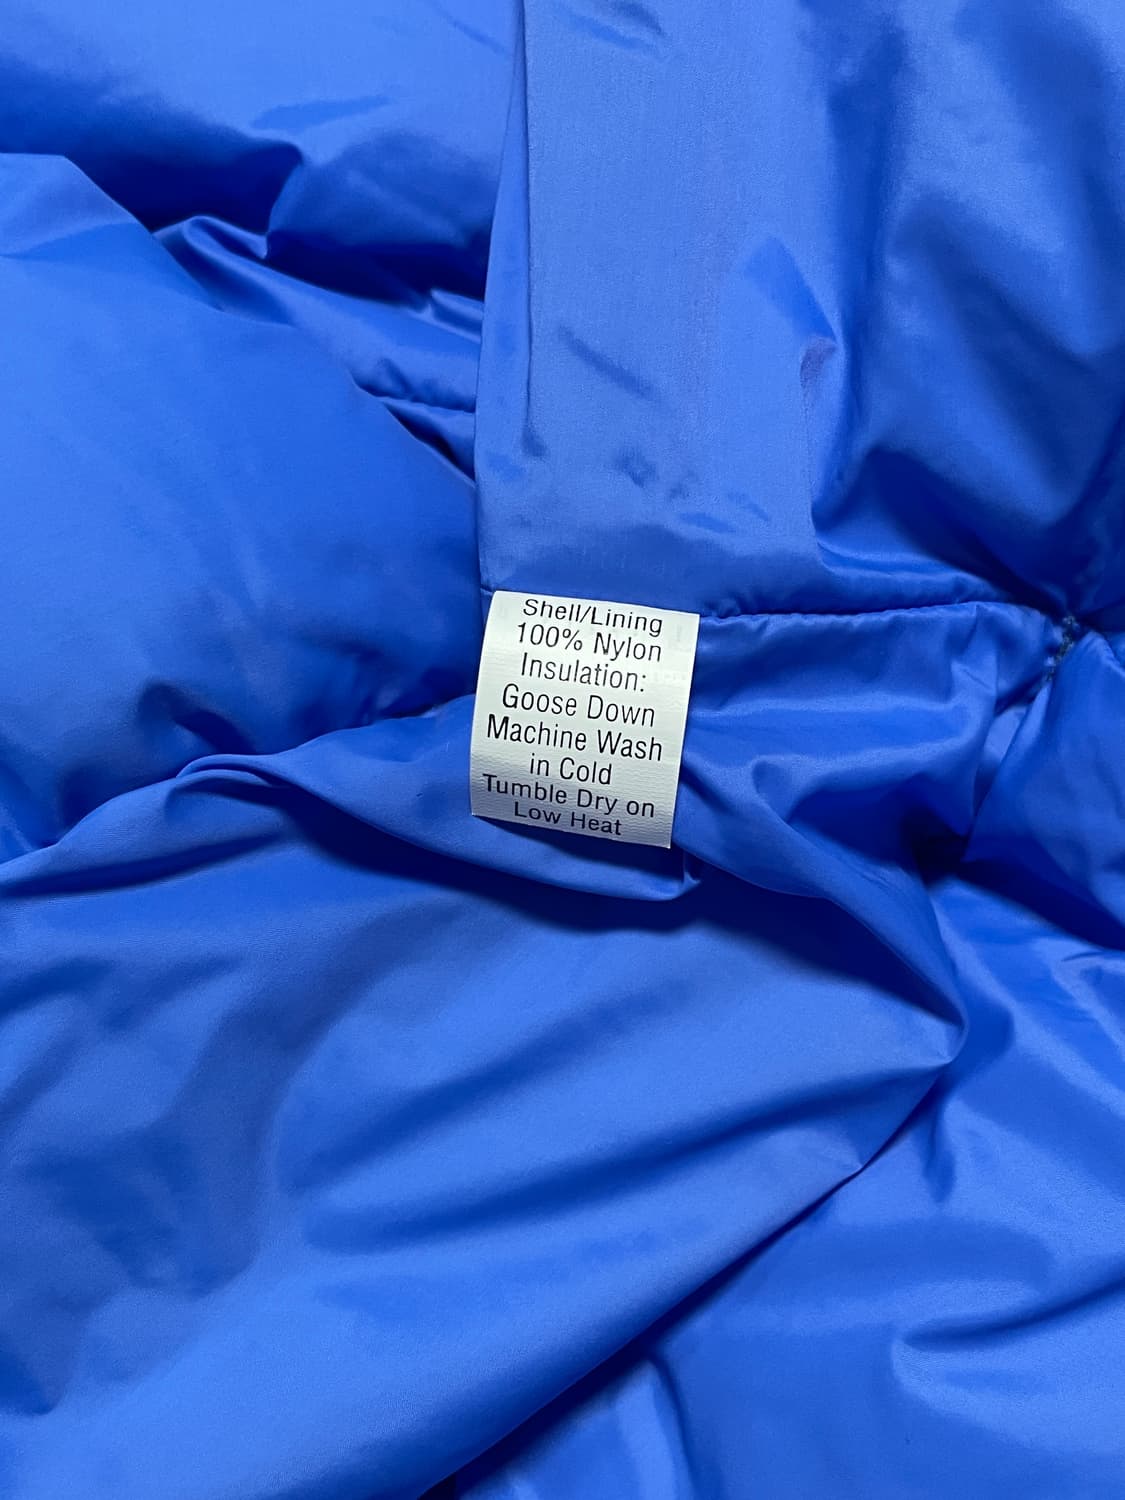 Shell/Lining
100% Nylon
Insulation:
Goose Down
Machine Wash
in Cold
Tumble Dry on
Low Heat